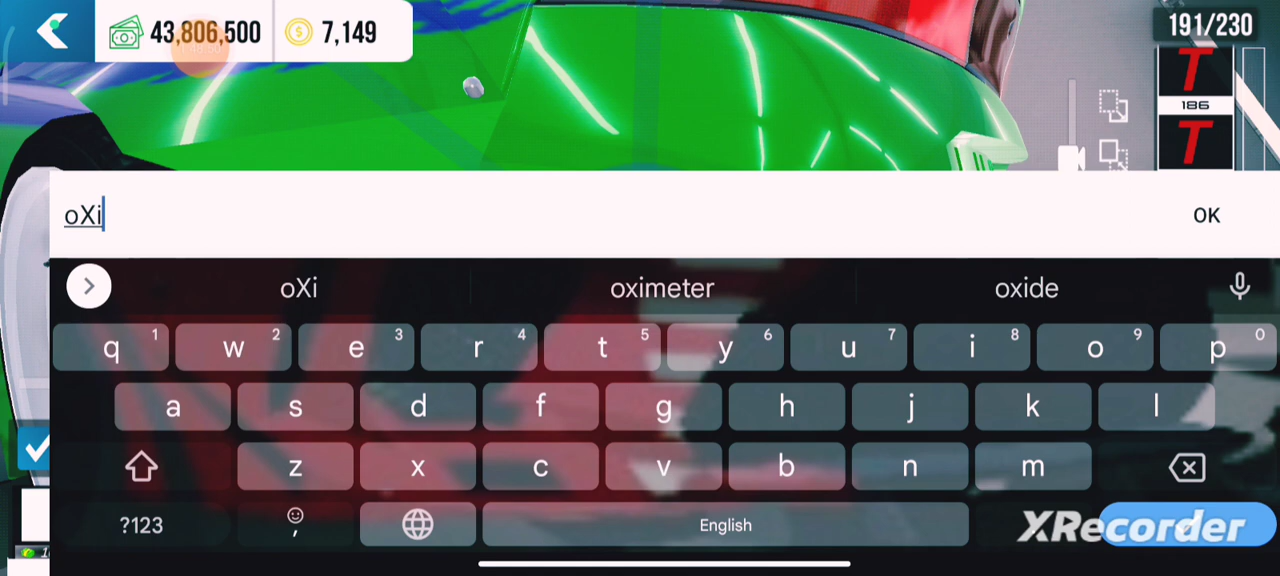 43,806,500 7,149 191/230
T
186
T
oXi OK
oXi oximeter oxide
q 1 w 2 e 3 r 4 t 5 y 6 u 7 i 8 o 9 p 0
a s d f g h j k l
z x c v b n m
?123 , English XRecorder